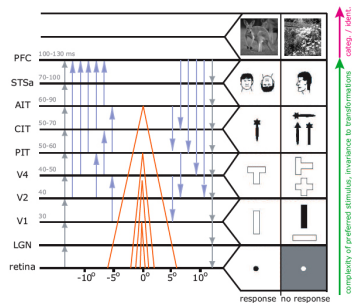 PFC 100-130 ms
STSa 70-100
AIT 60-90
CIT 50-70
PIT 50-60
V4 40-50
V2 40
V1 30
LGN
retina
-10° -5° 0° 5° 10°
response no response
categ. / ident.
complexity of preferred stimulus, invariance to transformations